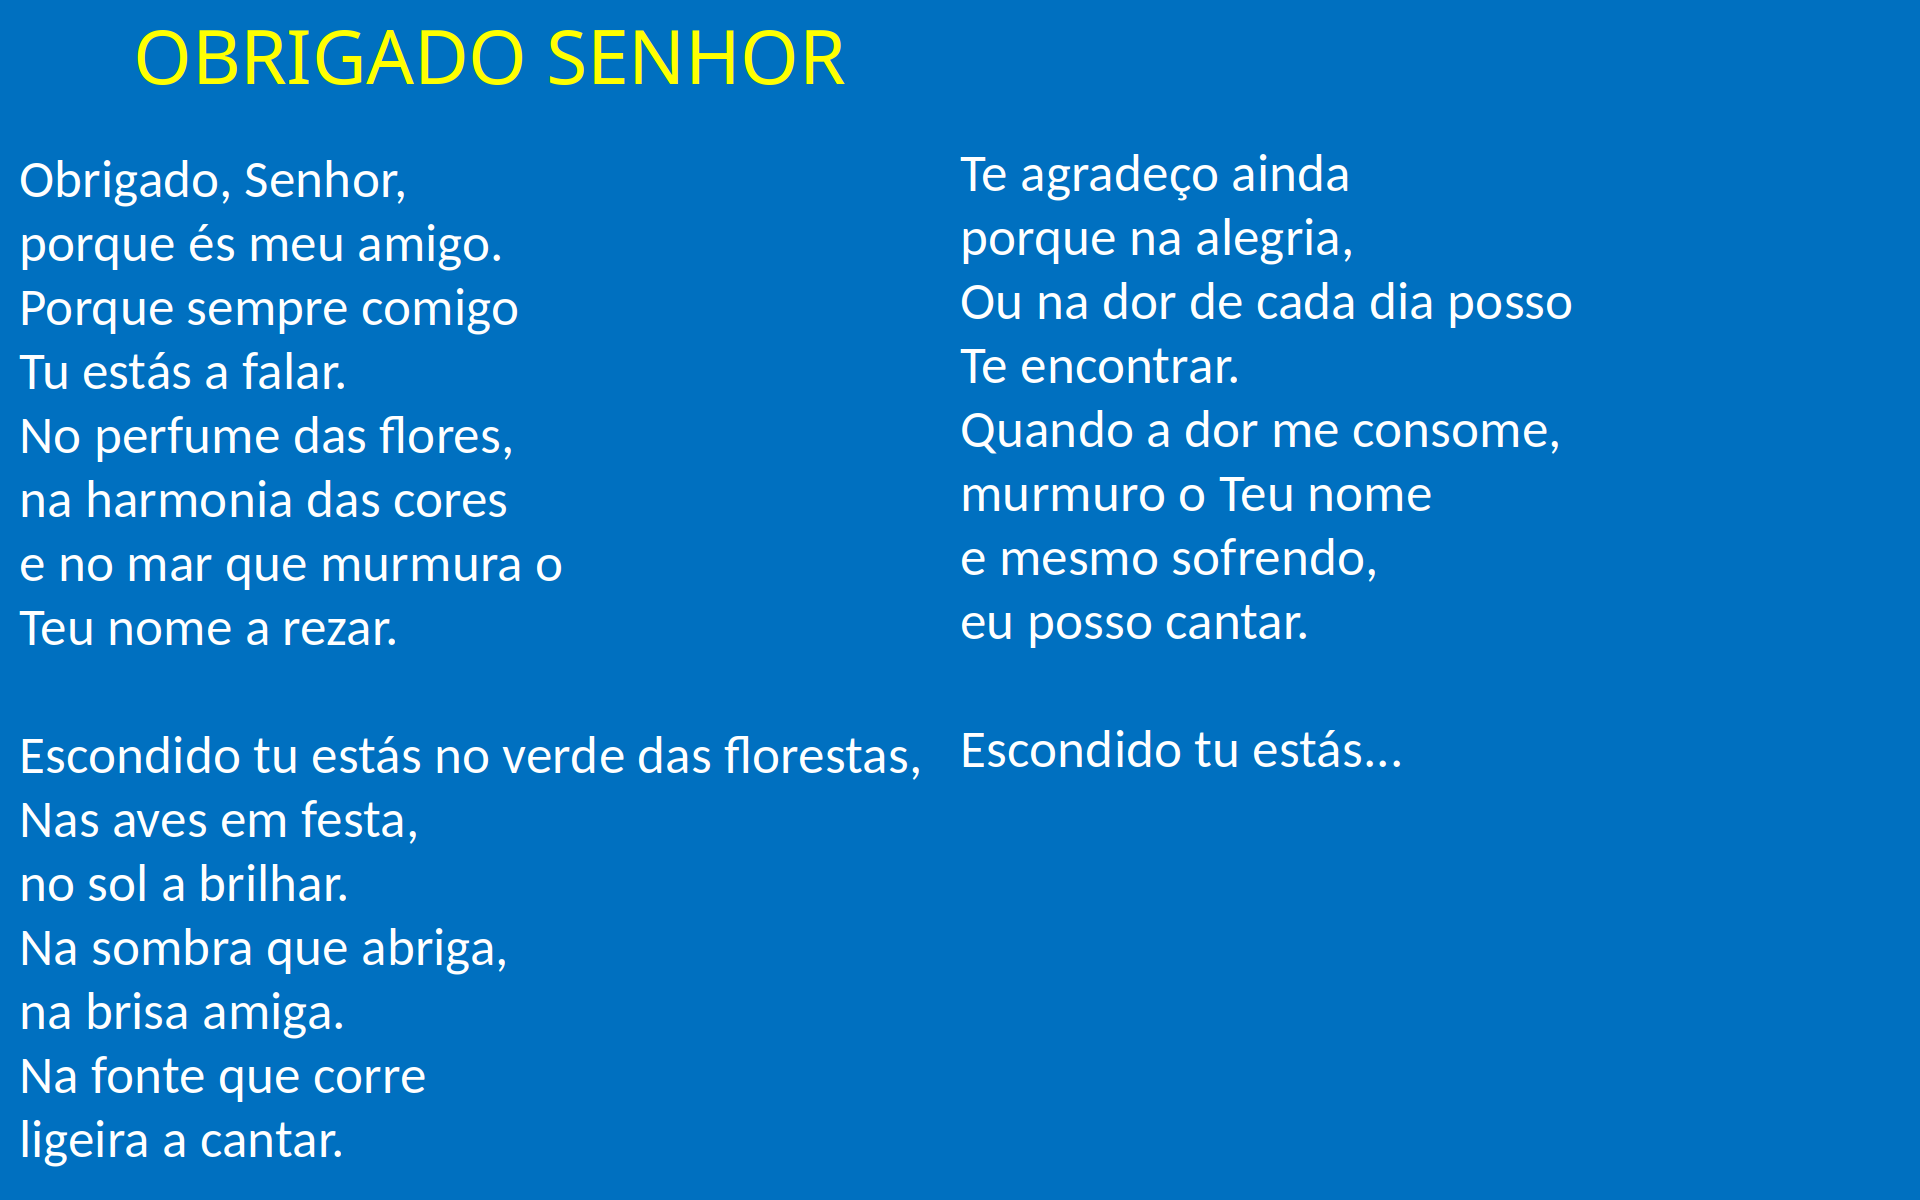 OBRIGADO SENHOR
Obrigado, Senhor,
porque és meu amigo.
Porque sempre comigo
Tu estás a falar.
No perfume das flores,
na harmonia das cores
e no mar que murmura o
Teu nome a rezar.
Escondido tu estás no verde das florestas,
Nas aves em festa,
no sol a brilhar.
Na sombra que abriga,
na brisa amiga.
Na fonte que corre
ligeira a cantar.
Te agradeço ainda
porque na alegria,
Ou na dor de cada dia posso
Te encontrar.
Quando a dor me consome,
murmuro o Teu nome
e mesmo sofrendo,
eu posso cantar.
Escondido tu estás...